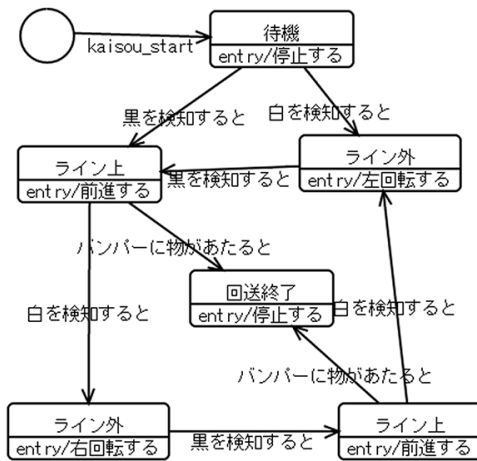 待機
entry/停止する
kaisou_start
黒を検知すると
白を検知すると
ライン上
entry/前進する
黒を検知すると
ライン外
entry/左回転する
バンパーに物があたると
回送終了
entry/停止する
白を検知すると
白を検知すると
バンパーに物があたると
ライン外
entry/右回転する
黒を検知すると
ライン上
entry/前進する